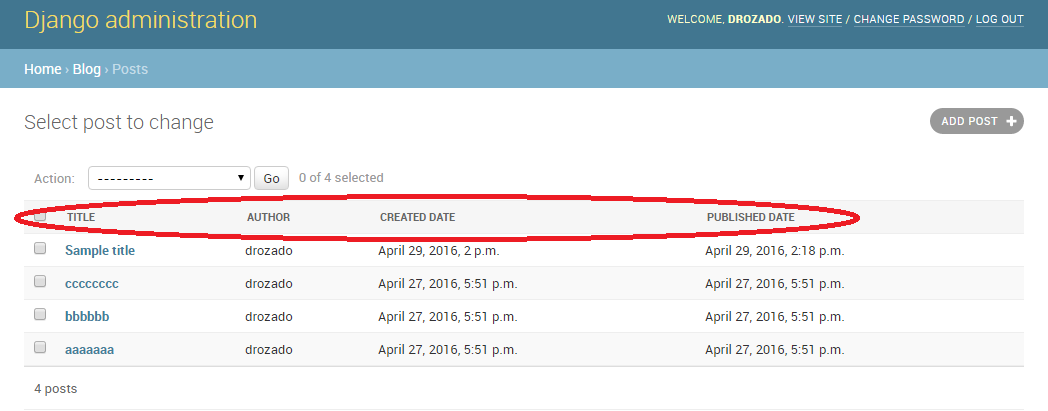 Django administration
WELCOME, DROZADO. VIEW SITE / CHANGE PASSWORD / LOG OUT
Home › Blog › Posts
Select post to change
ADD POST +
Action: --------- Go 0 of 4 selected
TITLE AUTHOR CREATED DATE PUBLISHED DATE
Sample title drozado April 29, 2016, 2 p.m. April 29, 2016, 2:18 p.m.
cccccccc drozado April 27, 2016, 5:51 p.m. April 27, 2016, 5:51 p.m.
bbbbbb drozado April 27, 2016, 5:51 p.m. April 27, 2016, 5:51 p.m.
aaaaaaa drozado April 27, 2016, 5:51 p.m. April 27, 2016, 5:51 p.m.
4 posts